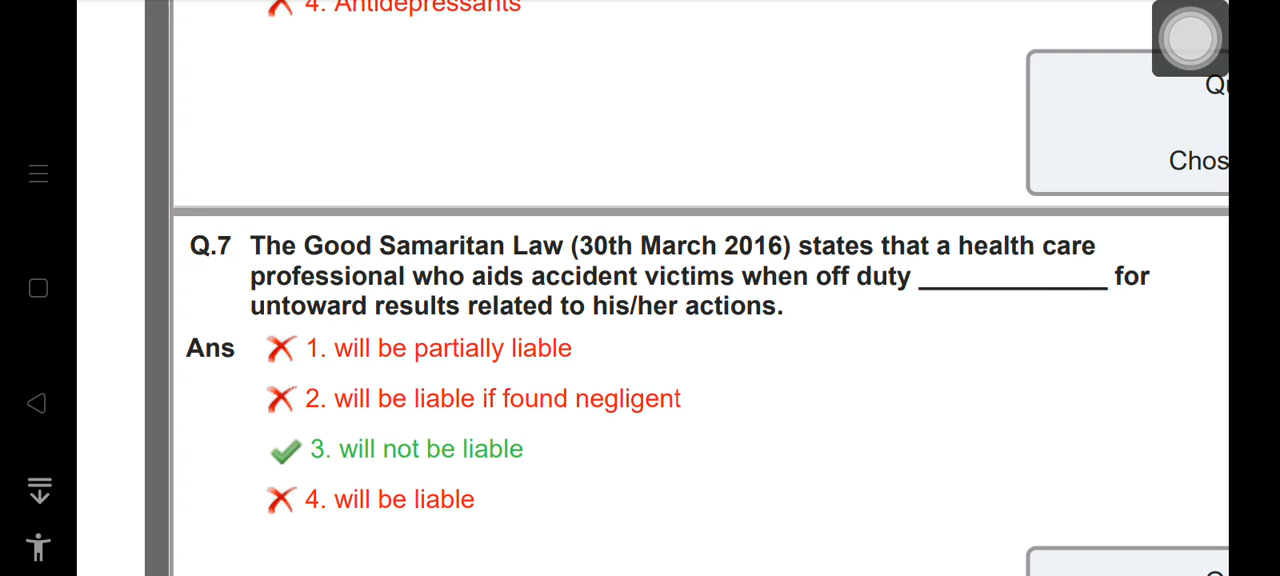 4. Antidepressants
Chos
Q.7 The Good Samaritan Law (30th March 2016) states that a health care
professional who aids accident victims when off duty _____________ for
untoward results related to his/her actions.
Ans 1. will be partially liable
2. will be liable if found negligent
3. will not be liable
4. will be liable